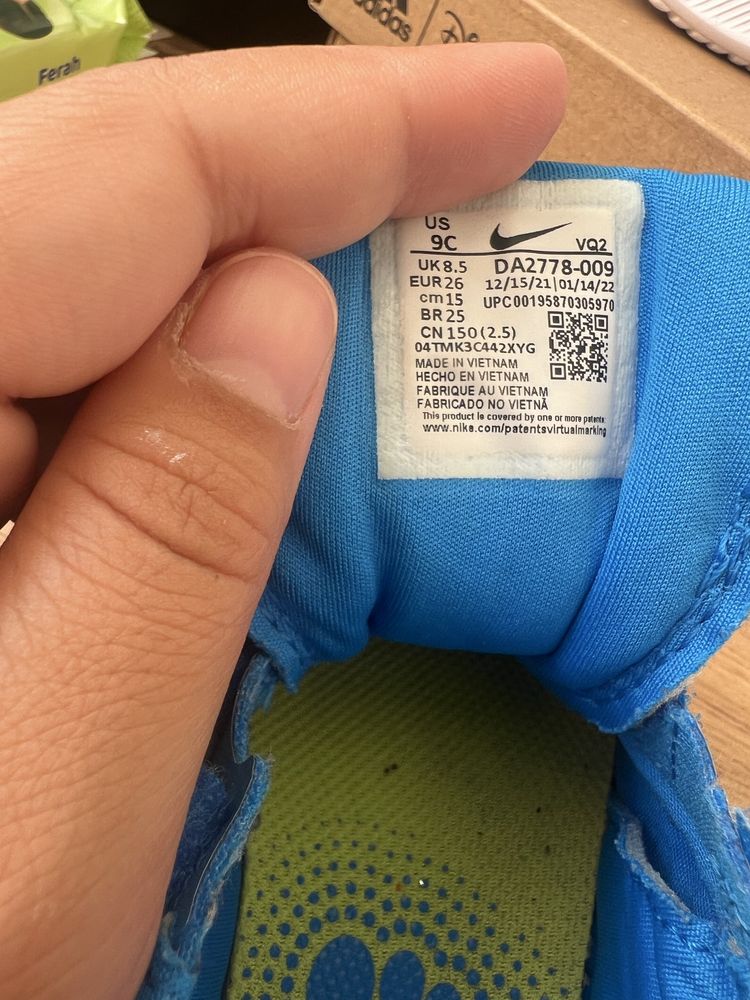 Ferah
adidas
US
9C
VQ2
UK 8.5 DA2778-009
EUR 26 12/15/21|01/14/22
cm 15 UPC 00195870305970
BR 25
CN 150 (2.5)
04TMK3C442XYG
MADE IN VIETNAM
HECHO EN VIETNAM
FABRIQUE AU VIETNAM
FABRICADO NO VIETNÃ
This product is covered by one or more patents:
www.nike.com/patentsvirtualmarking